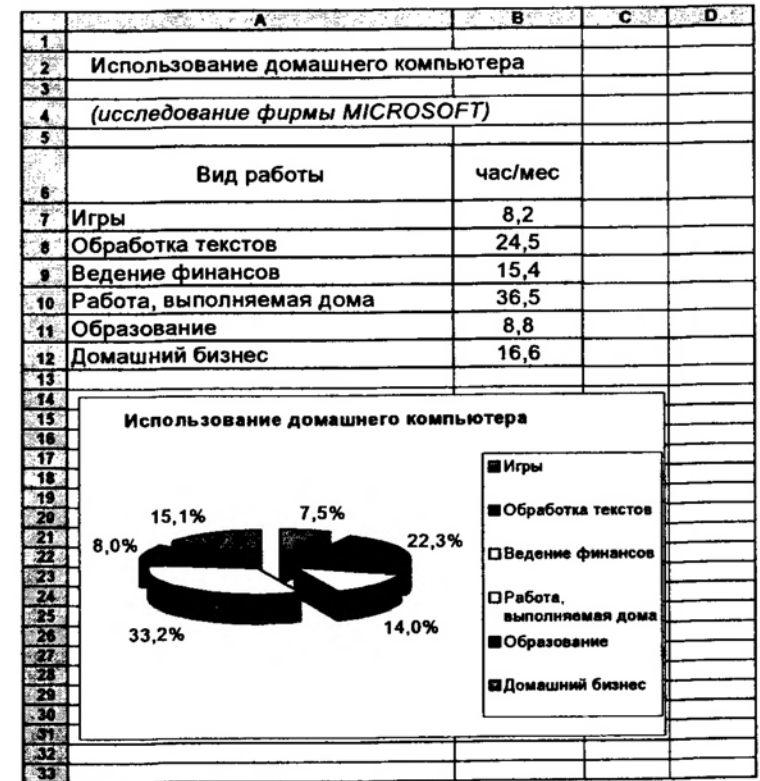 A B C D
1
2 Использование домашнего компьютера
3
4 (исследование фирмы MICROSOFT)
5
6 Вид работы час/мес
7 Игры 8,2
8 Обработка текстов 24,5
9 Ведение финансов 15,4
10 Работа, выполняемая дома 36,5
11 Образование 8,8
12 Домашний бизнес 16,6
13
14
15 Использование домашнего компьютера
16
17 Игры
18
19
20 15,1% 7,5% Обработка текстов
21 8,0% 22,3%
22 Ведение финансов
23
24 Работа,
25 выполняемая дома
26 33,2% 14,0% Образование
27
28
29 Домашний бизнес
30
31
32
33